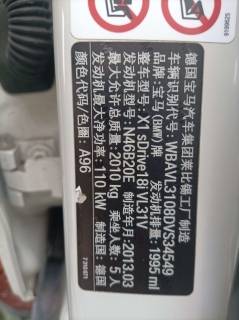 德国宝马汽车集团莱比锡工厂制造
车辆识别代号：WBAVL3108DVS34549
品牌：宝马（BMW）牌
整车型号：X1 sDrive18i VL31V
发动机型号：N46B20E 发动机排量：1995 ml
最大允许总质量：2010 kg 制造年月：2013.03
发动机最大净功率：110 kW 乘坐人数：5人
颜色代码/色圈：A96 制造国：德国